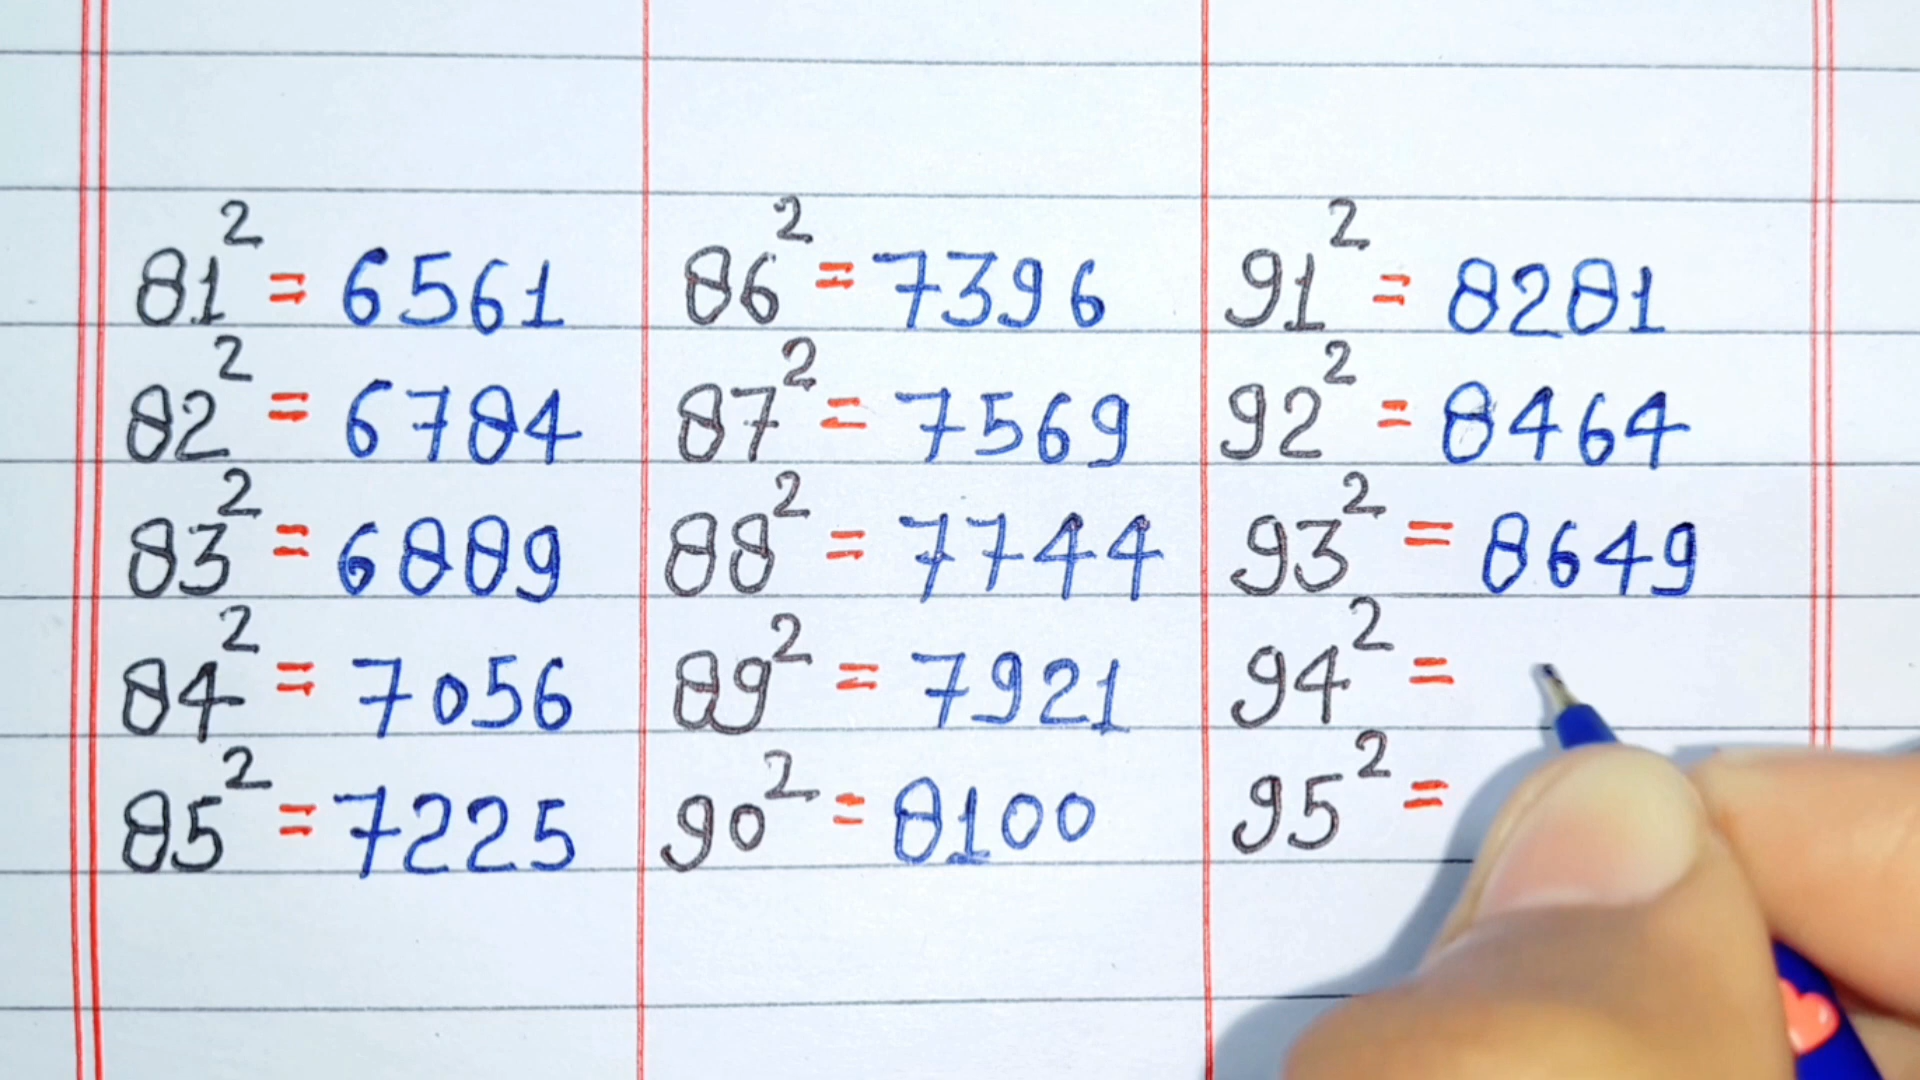 81² = 6561
82² = 6784
83² = 6889
84² = 7056
85² = 7225
86² = 7396
87² = 7569
88² = 7744
89² = 7921
90² = 8100
91² = 8281
92² = 8464
93² = 8649
94² =
95² =